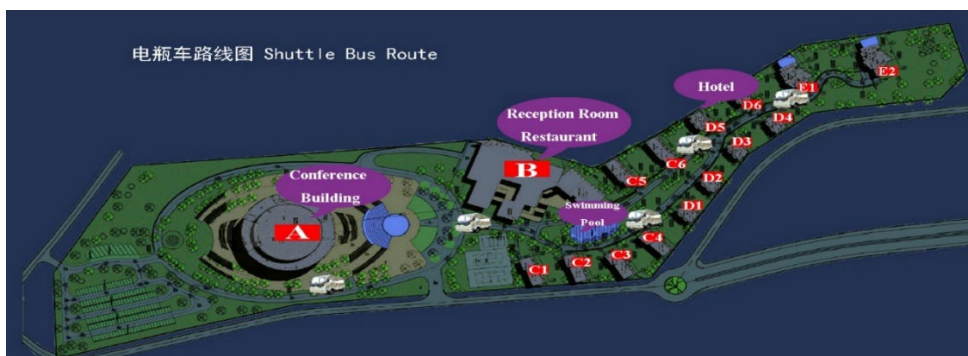 电瓶车路线图 Shuttle Bus Route
Hotel
E2
E1
D6
D4
Reception Room
Restaurant
D5
D3
B
C6
C5
D2
Conference
Building
Swimming
Pool
D1
A
C4
C3
C2
C1